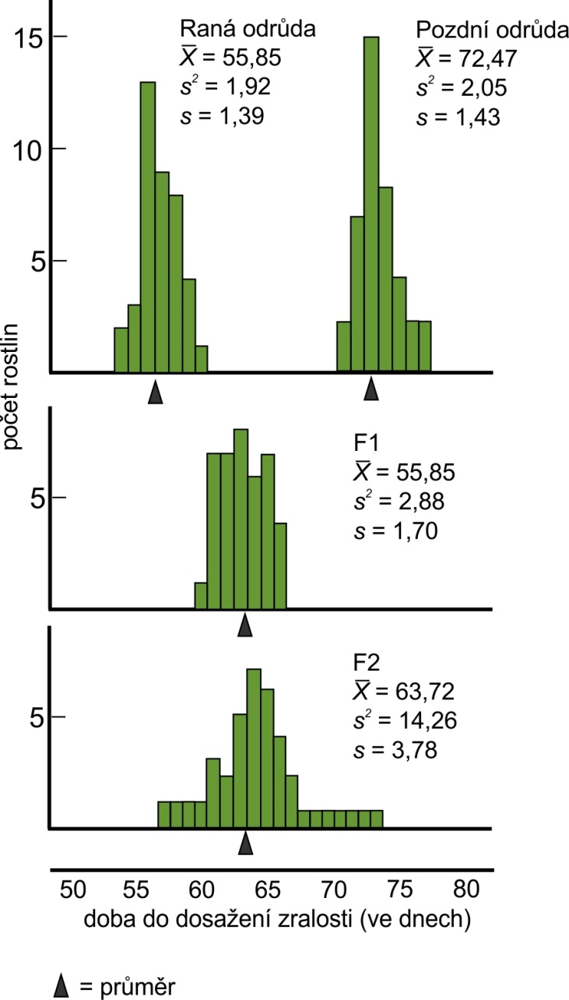 Raná odrůda
X̅ = 55,85
s² = 1,92
s = 1,39
Pozdní odrůda
X̅ = 72,47
s² = 2,05
s = 1,43
15
10
5
počet rostlin
F1
X̅ = 55,85
s² = 2,88
s = 1,70
5
F2
X̅ = 63,72
s² = 14,26
s = 3,78
5
50 55 60 65 70 75 80
doba do dosažení zralosti (ve dnech)
= průměr